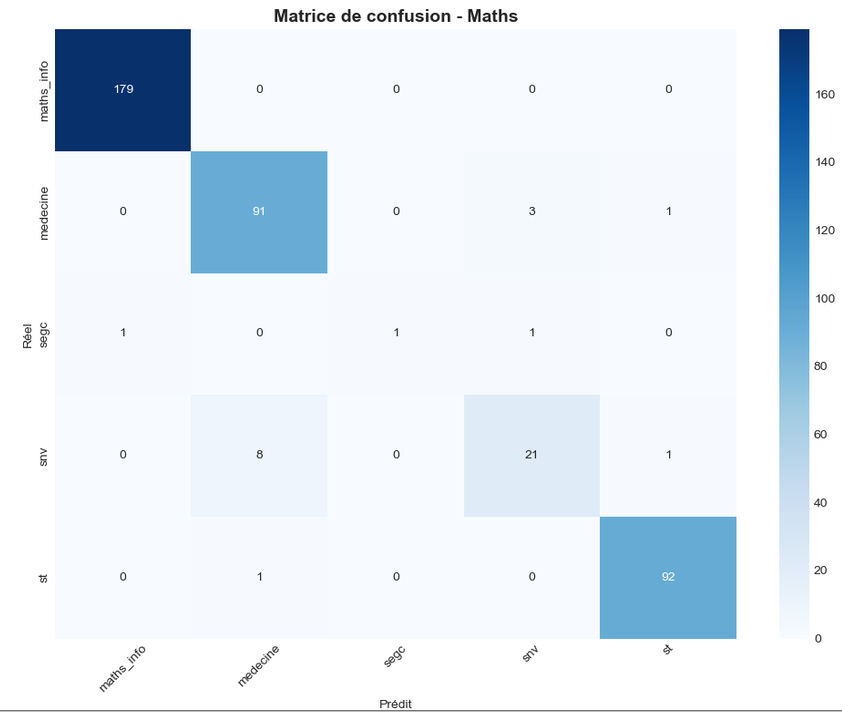 Matrice de confusion - Maths
maths_info 179 0 0 0 0
medecine 0 91 0 3 1
segc 1 0 1 1 0
snv 0 8 0 21 1
st 0 1 0 0 92
Réel
maths_info medecine segc snv st
Prédit
160
140
120
100
80
60
40
20
0